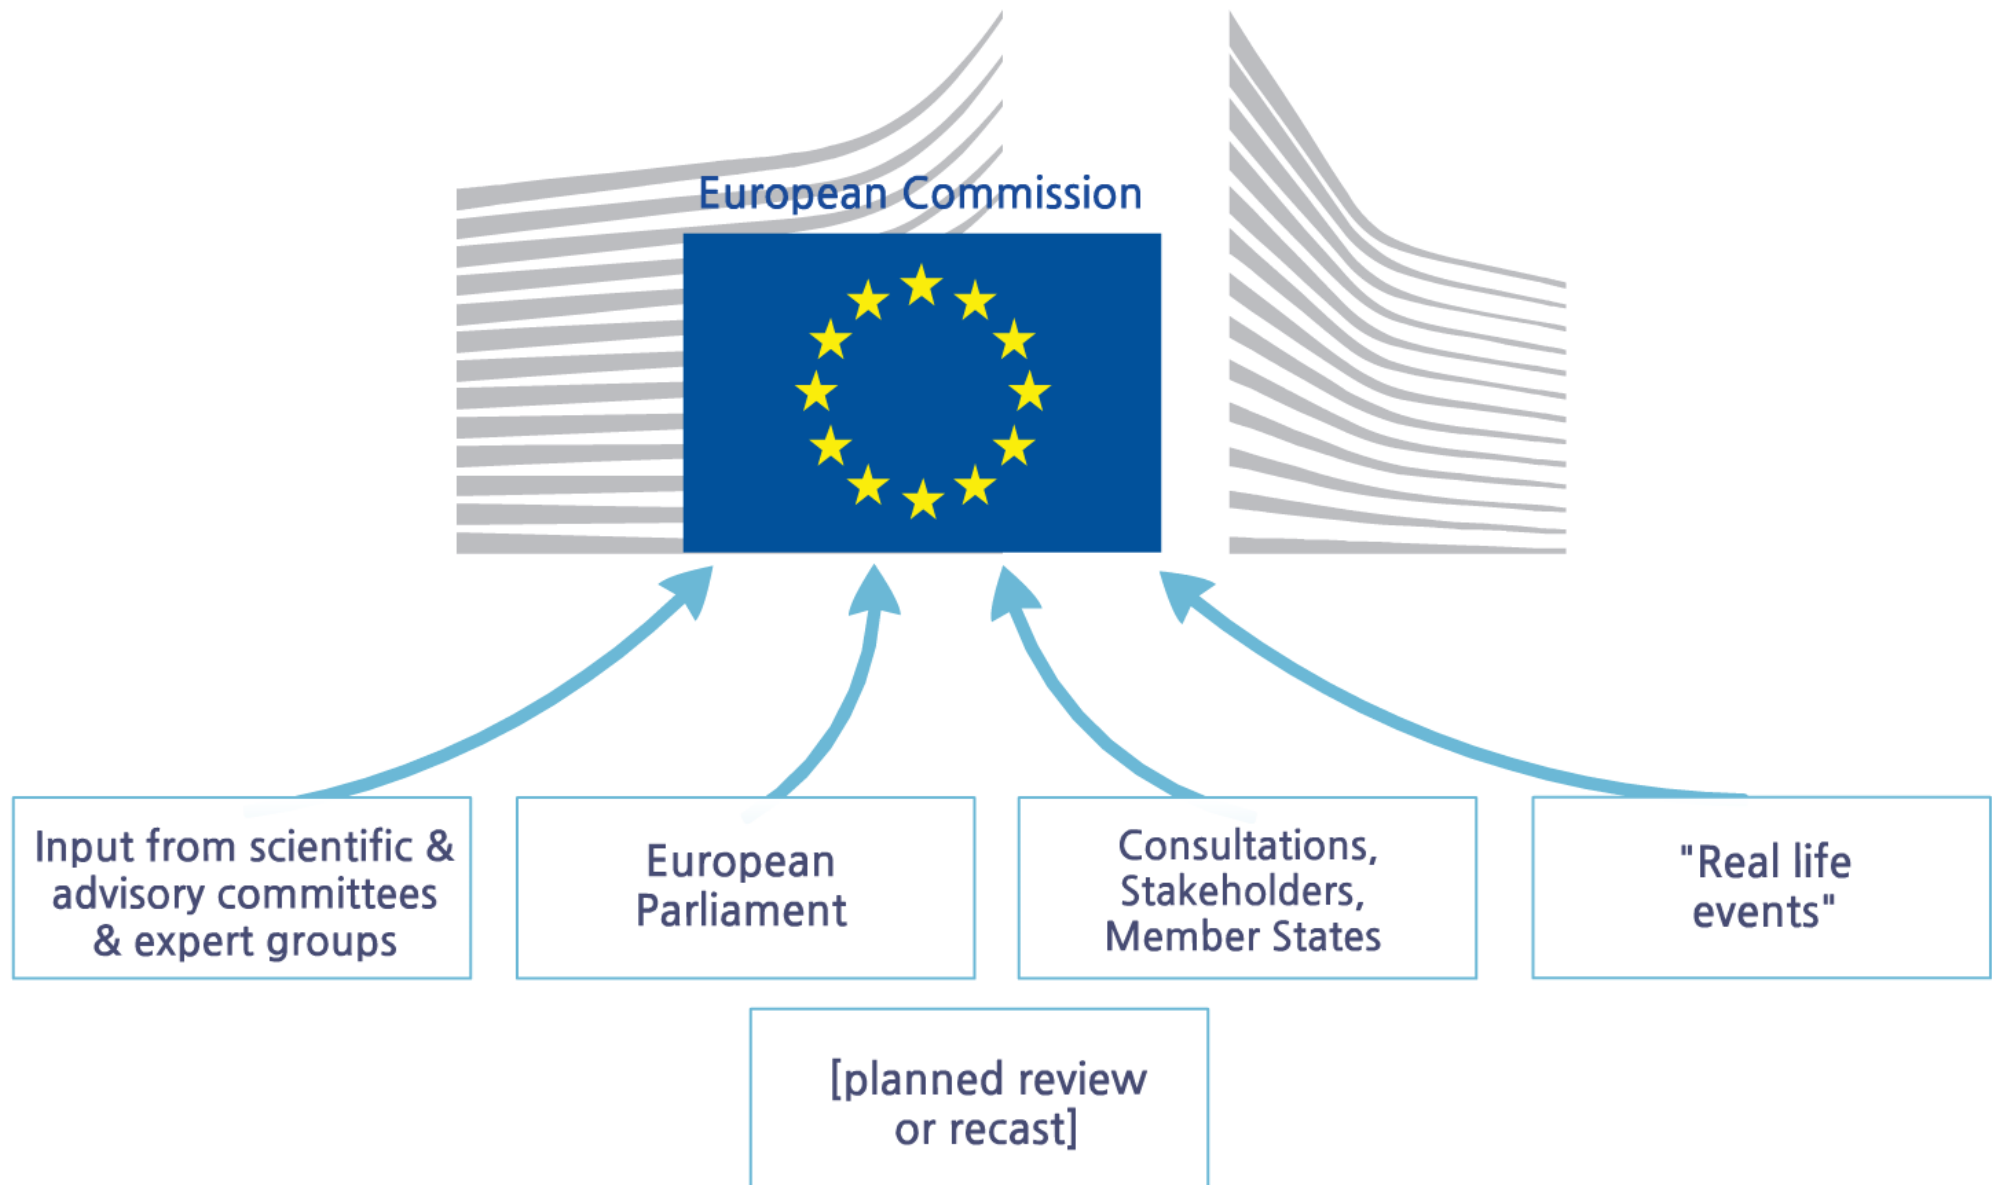 European Commission
Input from scientific &
advisory committees
& expert groups
European
Parliament
Consultations,
Stakeholders,
Member States
"Real life
events"
[planned review
or recast]